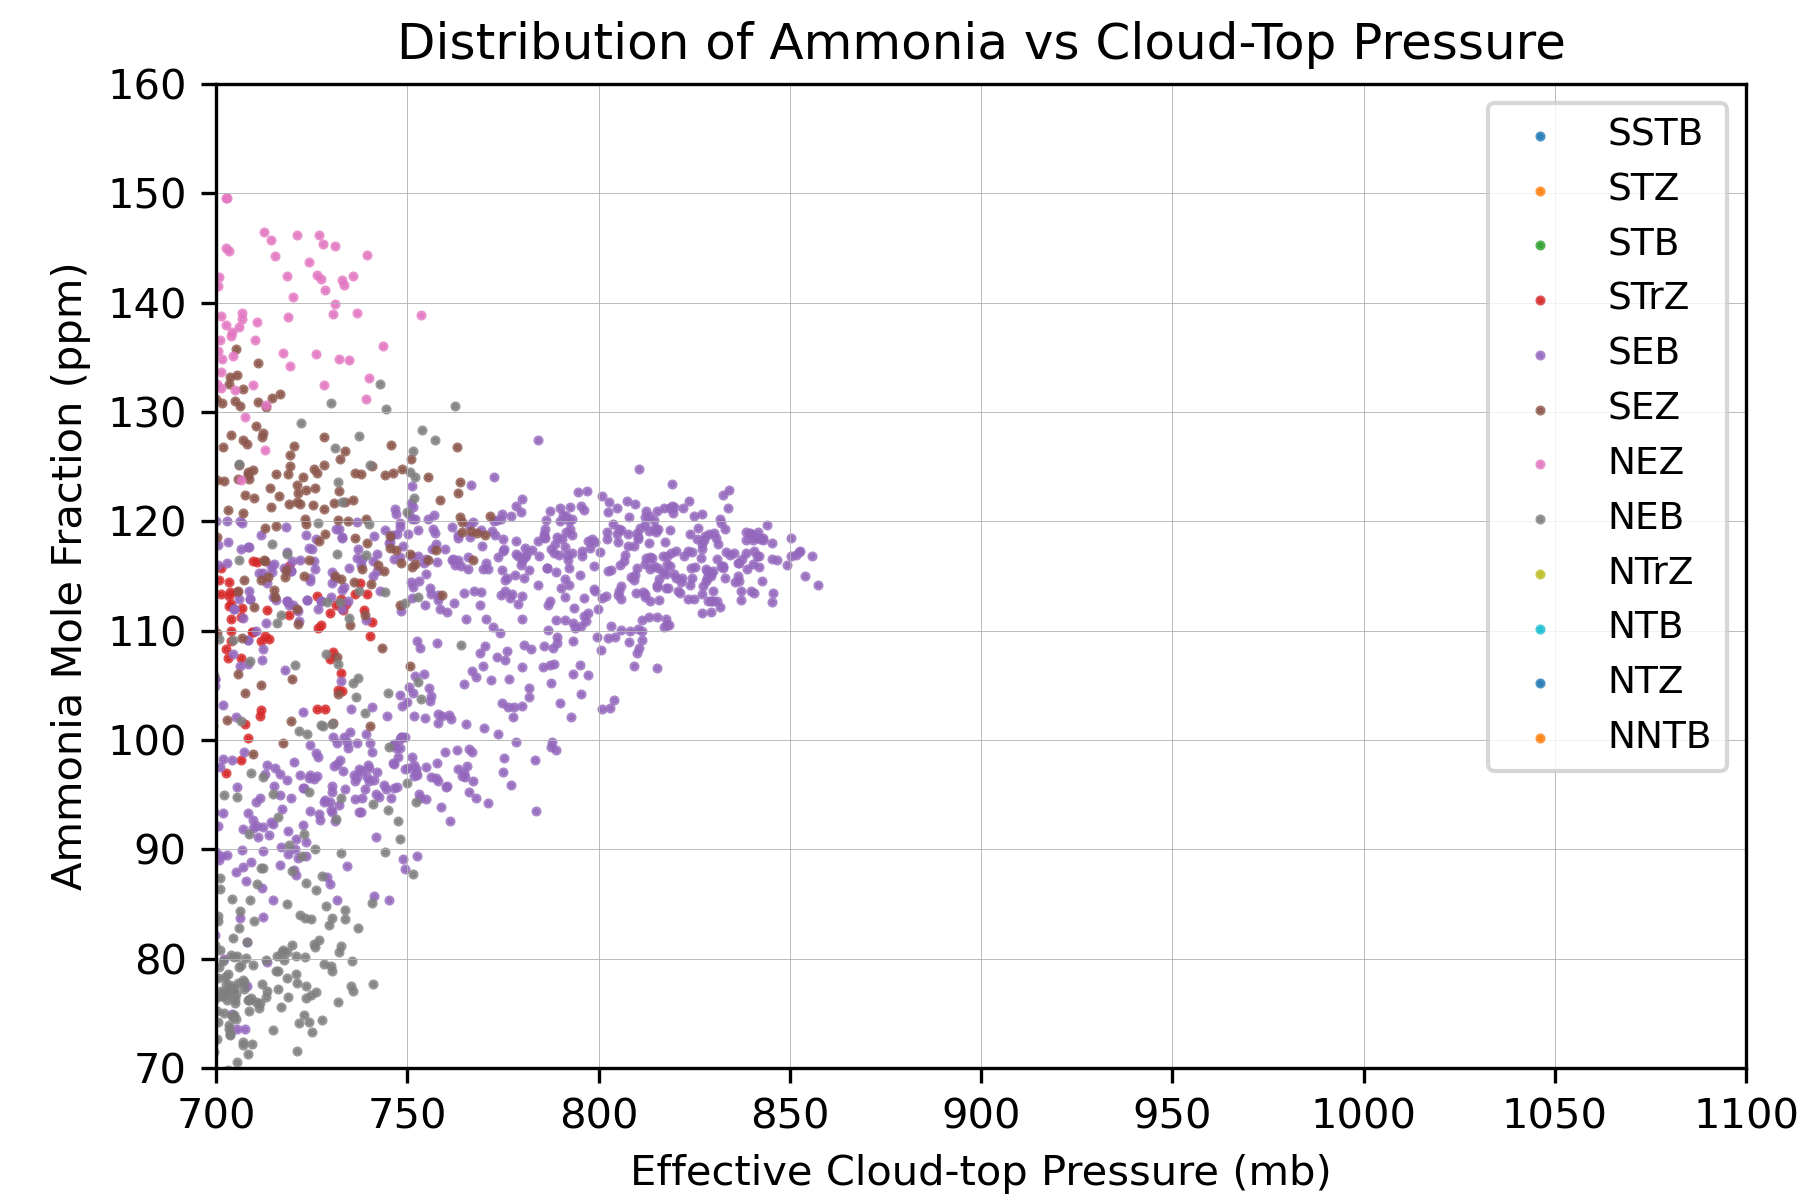 Distribution of Ammonia vs Cloud-Top Pressure
160
150
140
130
120
110
100
90
80
70
Ammonia Mole Fraction (ppm)
SSTB
STZ
STB
STrZ
SEB
SEZ
NEZ
NEB
NTrZ
NTB
NTZ
NNTB
700 750 800 850 900 950 1000 1050 1100
Effective Cloud-top Pressure (mb)